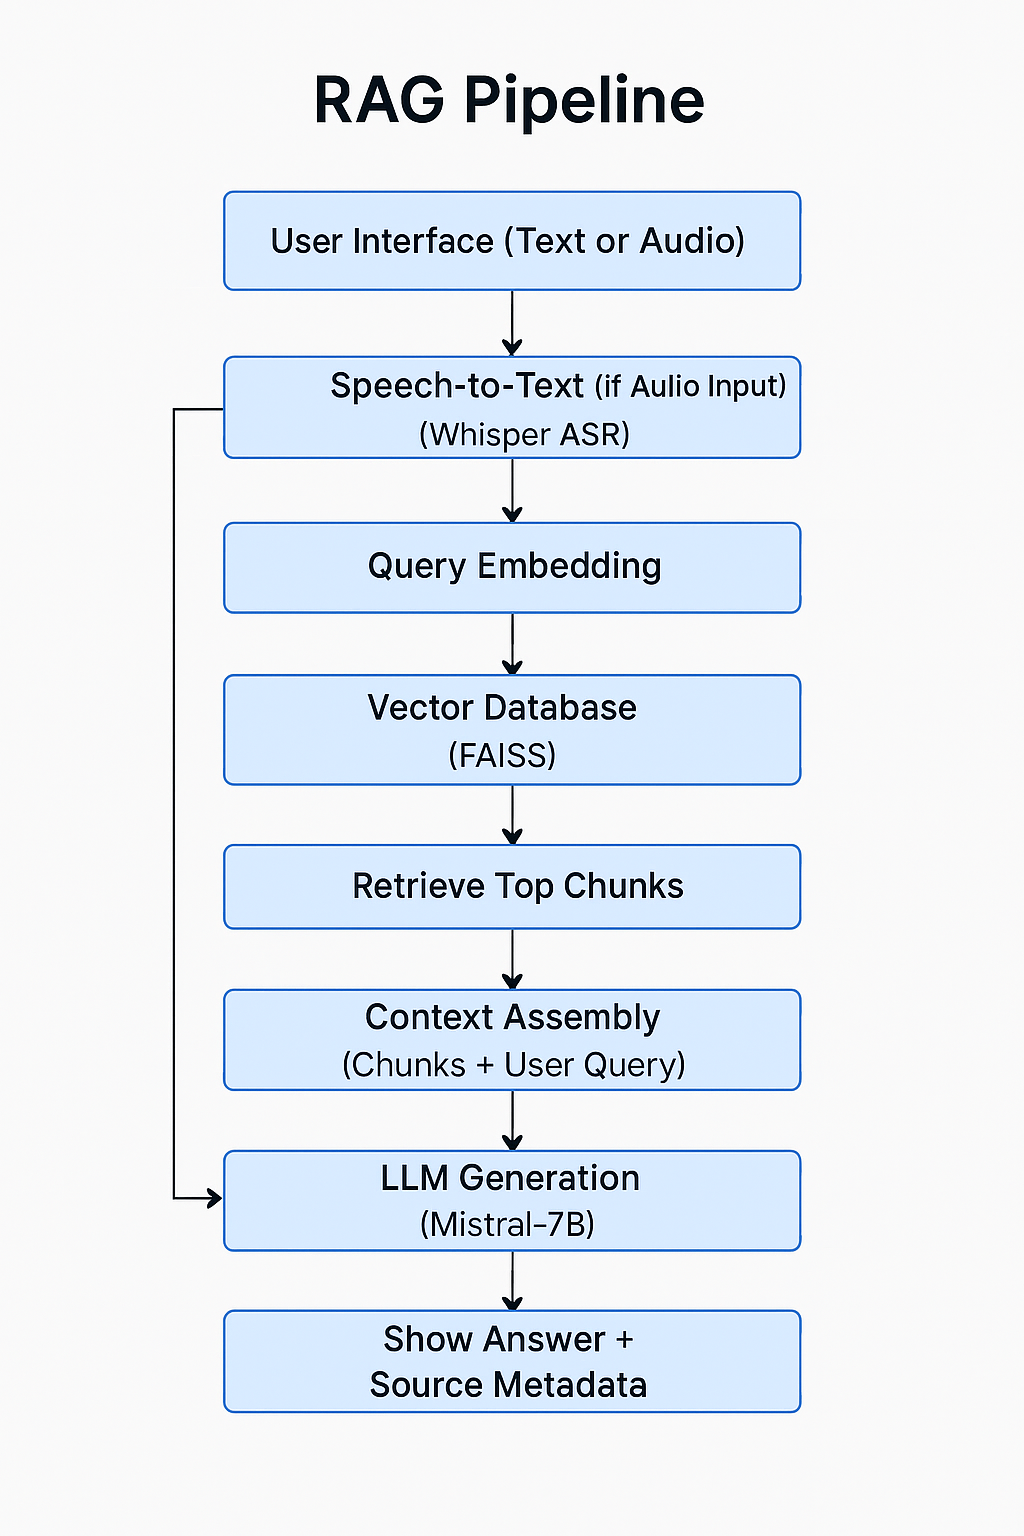 RAG Pipeline
User Interface (Text or Audio)
Speech-to-Text (if Aulio Input)
(Whisper ASR)
Query Embedding
Vector Database
(FAISS)
Retrieve Top Chunks
Context Assembly
(Chunks + User Query)
LLM Generation
(Mistral-7B)
Show Answer +
Source Metadata